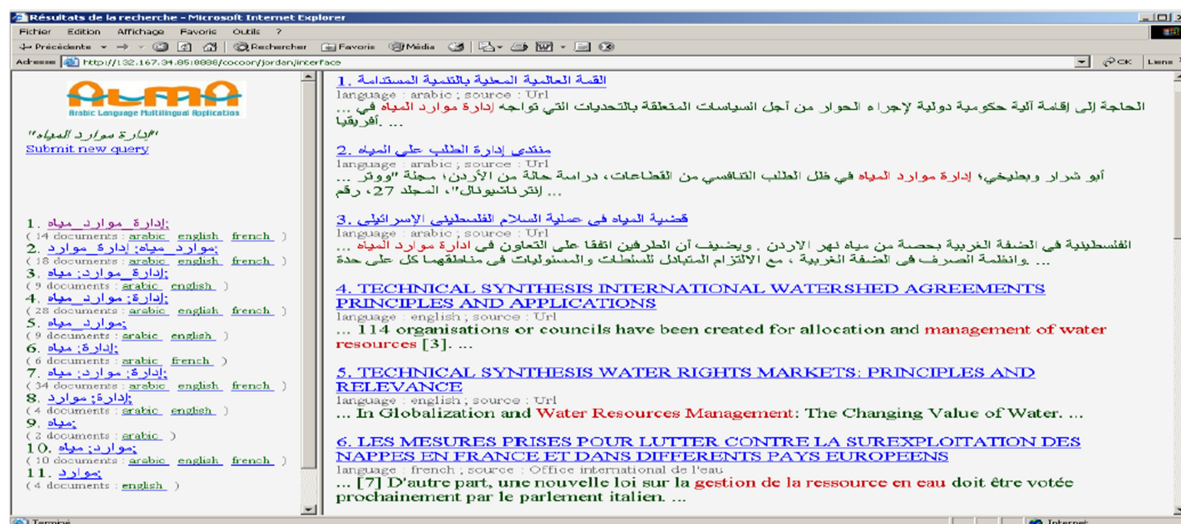 Résultats de la recherche - Microsoft Internet Explorer
Fichier Edition Affichage Favoris Outils ?
Précédente Rechercher Favoris Média
Adresse http://132.167.34.85:8888/cocoon/jordan/interface OK Liens
ALMA
Arabic Language Multilingual Application
"إدارة موارد المياه"
Submit new query
1. إدارة_موارد_مياه;
( 14 documents : arabic english french )
2. موارد_مياه; إدارة_موارد;
( 18 documents : arabic english french )
3. إدارة_موارد; مياه;
( 9 documents : arabic english )
4. إدارة; موارد_مياه;
( 28 documents : arabic english french )
5. موارد_مياه;
( 9 documents : arabic english )
6. إدارة; مياه;
( 6 documents : arabic french )
7. إدارة; موارد; مياه;
( 34 documents : arabic english french )
8. إدارة; موارد;
( 4 documents : arabic english )
9. مياه;
( 2 documents : arabic )
10. موارد; مياه;
( 10 documents : arabic english french )
11. موارد;
( 4 documents : english )
1. القمة العالمية المعنية بالتنمية المستدامة
language : arabic ; source : Url
الحاجة إلى إقامة آلية حكومية دولية لإجراء الحوار من أجل السياسات المتعلقة بالتحديات التي تواجه إدارة موارد المياه في ...
أفريقيا. ...
2. منتدى إدارة الطلب على المياه
language : arabic ; source : Url
أبو شرار وبطيخي؛ إدارة موارد المياه في ظل الطلب التنافسي من القطاعات، دراسة حالة من الأردن؛ مجلة "ووتر ...
إنترناشيونال"، المجلد 27، رقم ...
3. قضية المياه في عملية السلام الفلسطيني الإسرائيلي
language : arabic ; source : Url
الفلسطينية في الضفة الغربية بحصة من مياه نهر الاردن . ويضيف أن الطرفين اتفقا على التعاون في ادارة موارد المياه ...
وانظمة الصرف في الضفة الغربية ، مع الالتزام المتبادل للسلطات والمسئوليات في مناطقهما كل على حدة. ...
4. TECHNICAL SYNTHESIS INTERNATIONAL WATERSHED AGREEMENTS
PRINCIPLES AND APPLICATIONS
language : english ; source : Url
... 114 organisations or councils have been created for allocation and management of water
resources [3]. ...
5. TECHNICAL SYNTHESIS WATER RIGHTS MARKETS: PRINCIPLES AND
RELEVANCE
language : english ; source : Url
... In Globalization and Water Resources Management: The Changing Value of Water. ...
6. LES MESURES PRISES POUR LUTTER CONTRE LA SUREXPLOITATION DES
NAPPES EN FRANCE ET DANS DIFFERENTS PAYS EUROPEENS
language : french ; source : Office international de l'eau
... [7] D'autre part, une nouvelle loi sur la gestion de la ressource en eau doit être votée
prochainement par le parlement italien. ...
Terminé Internet